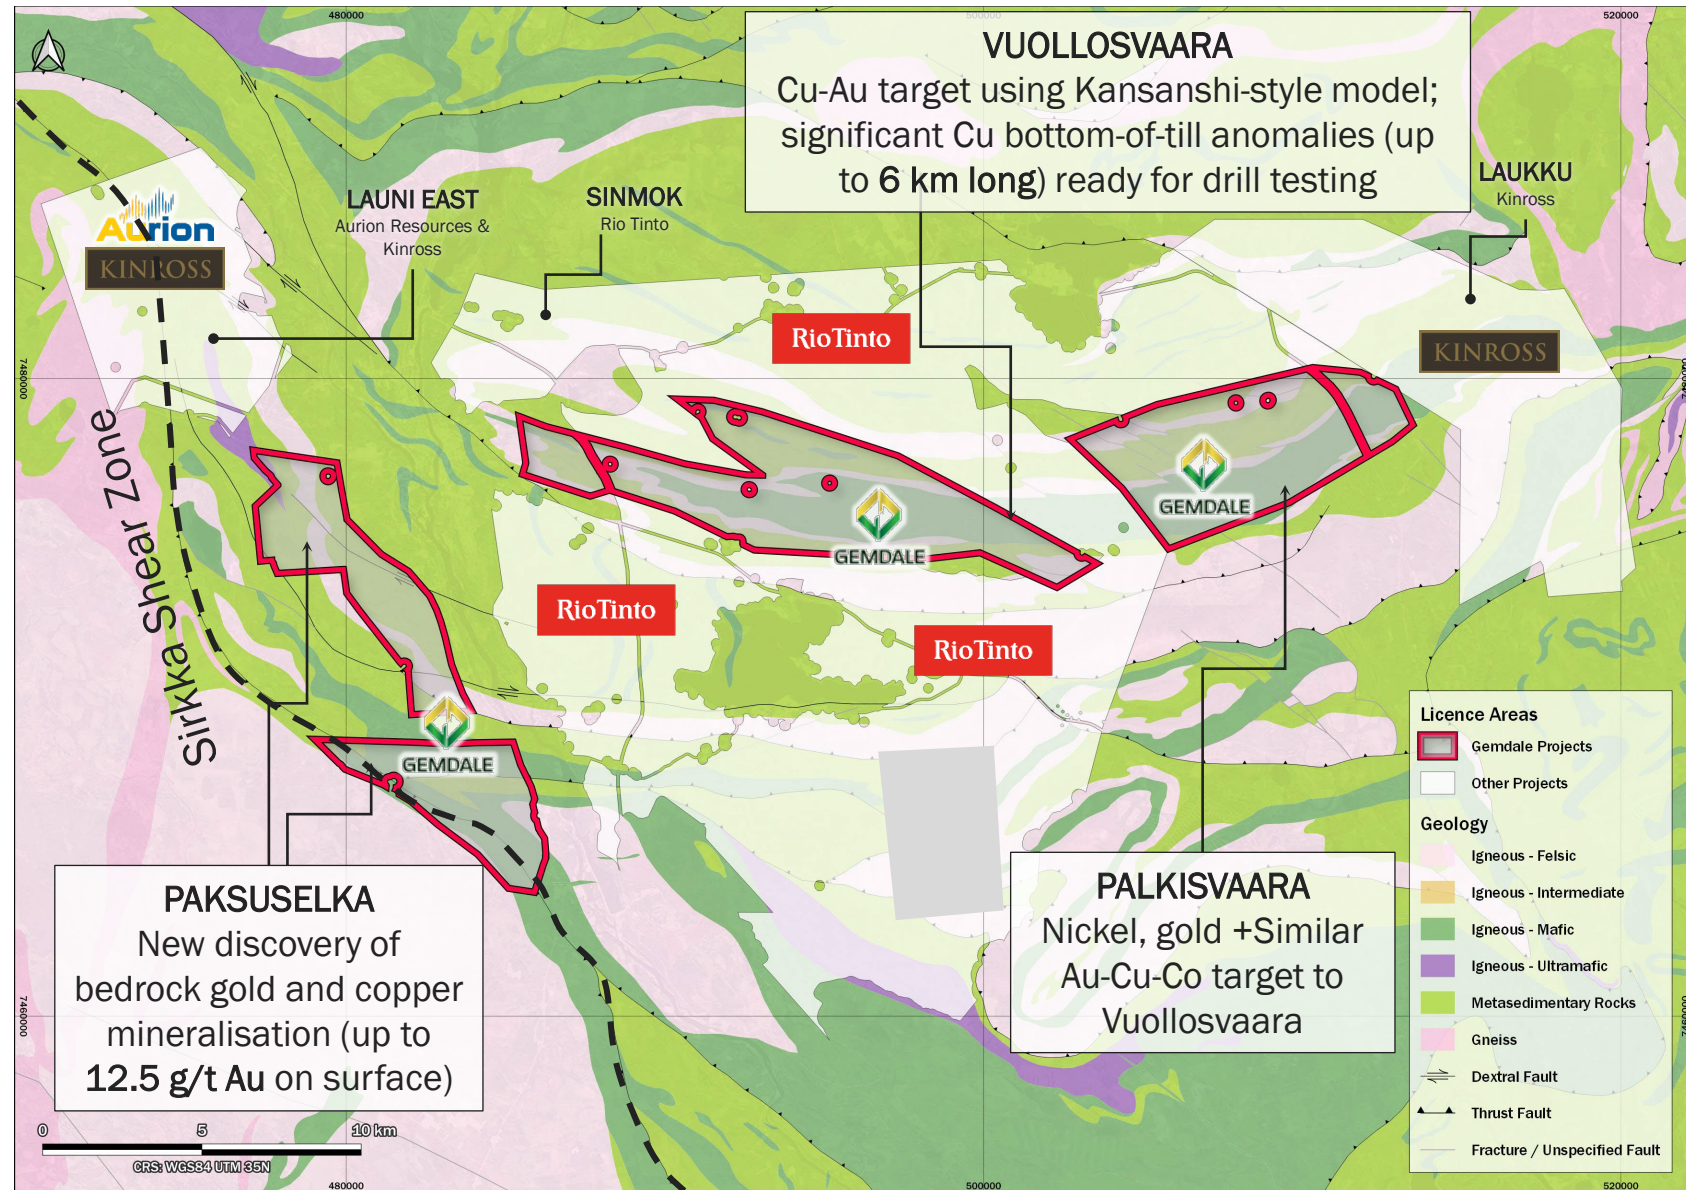 480000
500000
520000
VUOLLOSVAARA
Cu-Au target using Kansanshi-style model;
significant Cu bottom-of-till anomalies (up
to 6 km long) ready for drill testing
LAUNI EAST
Aurion Resources &
Kinross
SINMOK
Rio Tinto
LAUKKU
Kinross
Aurion
KINROSS
RioTinto
KINROSS
7480000
7480000
Sirkka Shear Zone
GEMDALE
GEMDALE
RioTinto
RioTinto
GEMDALE
PAKSUSELKA
New discovery of
bedrock gold and copper
mineralisation (up to
12.5 g/t Au on surface)
PALKISVAARA
Nickel, gold +Similar
Au-Cu-Co target to
Vuollosvaara
Licence Areas
Gemdale Projects
Other Projects
Geology
Igneous - Felsic
Igneous - Intermediate
Igneous - Mafic
Igneous - Ultramafic
Metasedimentary Rocks
Gneiss
Dextral Fault
Thrust Fault
Fracture / Unspecified Fault
7460000
7460000
0 5 10 km
CRS: WGS84 UTM 35N
480000
500000
520000